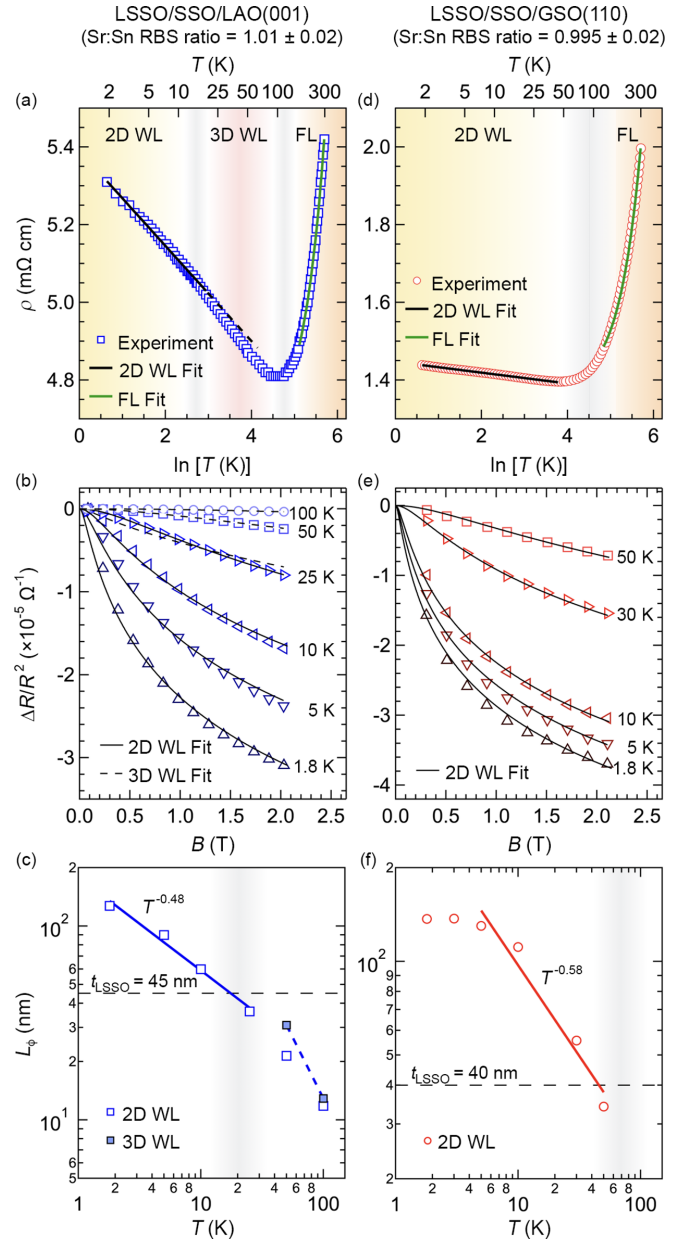 LSSO/SSO/LAO(001)
(Sr:Sn RBS ratio = 1.01 ± 0.02)
T (K)
2 5 10 25 50 100 300
(a)
2D WL 3D WL FL
5.4
5.2
5.0
4.8
ρ (mΩ cm)
Experiment
2D WL Fit
FL Fit
0 2 4 6
ln [T (K)]
LSSO/SSO/GSO(110)
(Sr:Sn RBS ratio = 0.995 ± 0.02)
T (K)
2 5 10 25 50 100 300
(d)
2D WL FL
2.0
1.8
1.6
1.4
Experiment
2D WL Fit
FL Fit
0 2 4 6
ln [T (K)]
(b)
0
-1
-2
-3
ΔR/R² (×10⁻⁵ Ω⁻¹)
100 K
50 K
25 K
10 K
5 K
1.8 K
2D WL Fit
3D WL Fit
0.0 0.5 1.0 1.5 2.0 2.5
B (T)
(e)
0
-1
-2
-3
-4
50 K
30 K
10 K
5 K
1.8 K
2D WL Fit
0.0 0.5 1.0 1.5 2.0 2.5
B (T)
(c)
10²
6
5
4
3
2
10¹
6
5
Lϕ (nm)
T⁻⁰·⁴⁸
tLSSO = 45 nm
2D WL
3D WL
1 2 4 6 8 10 2 4 6 8 100
T (K)
(f)
2
10²
8
7
6
5
4
3
2
T⁻⁰·⁵⁸
tLSSO = 40 nm
2D WL
1 2 4 6 8 10 2 4 6 8 100
T (K)